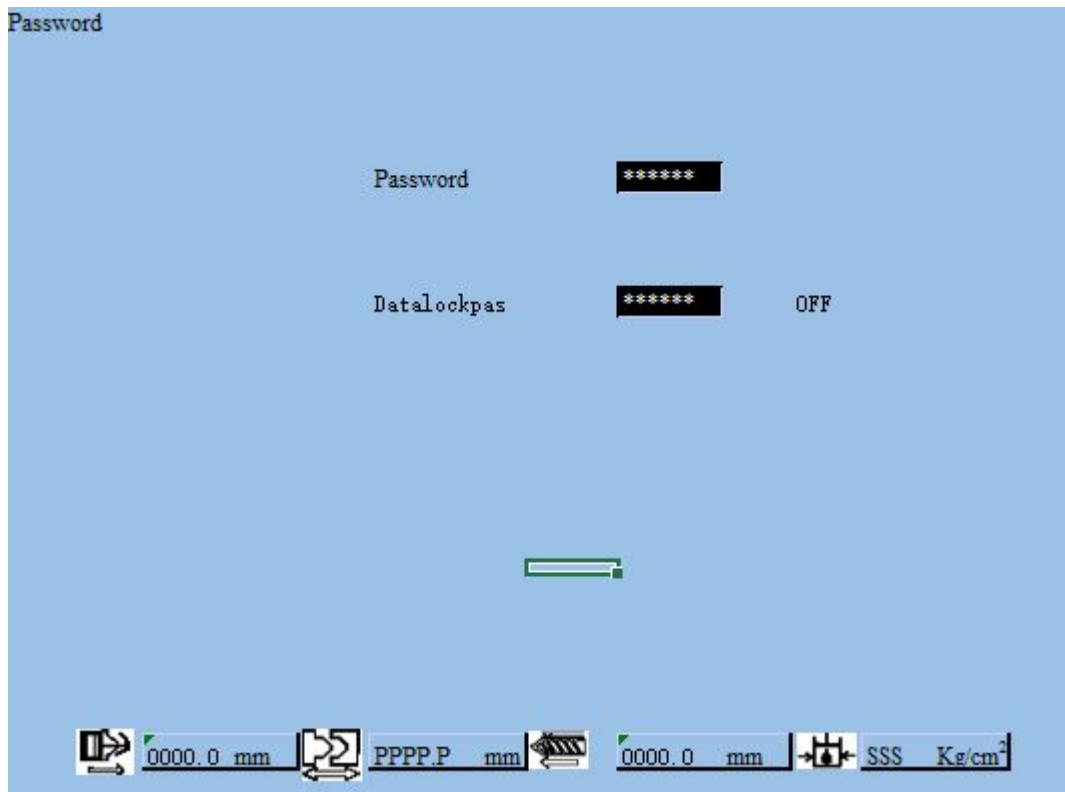 Password
Password ******
Datalockpas ****** OFF
0000.0 mm PPPP.P mm 0000.0 mm SSS Kg/cm²